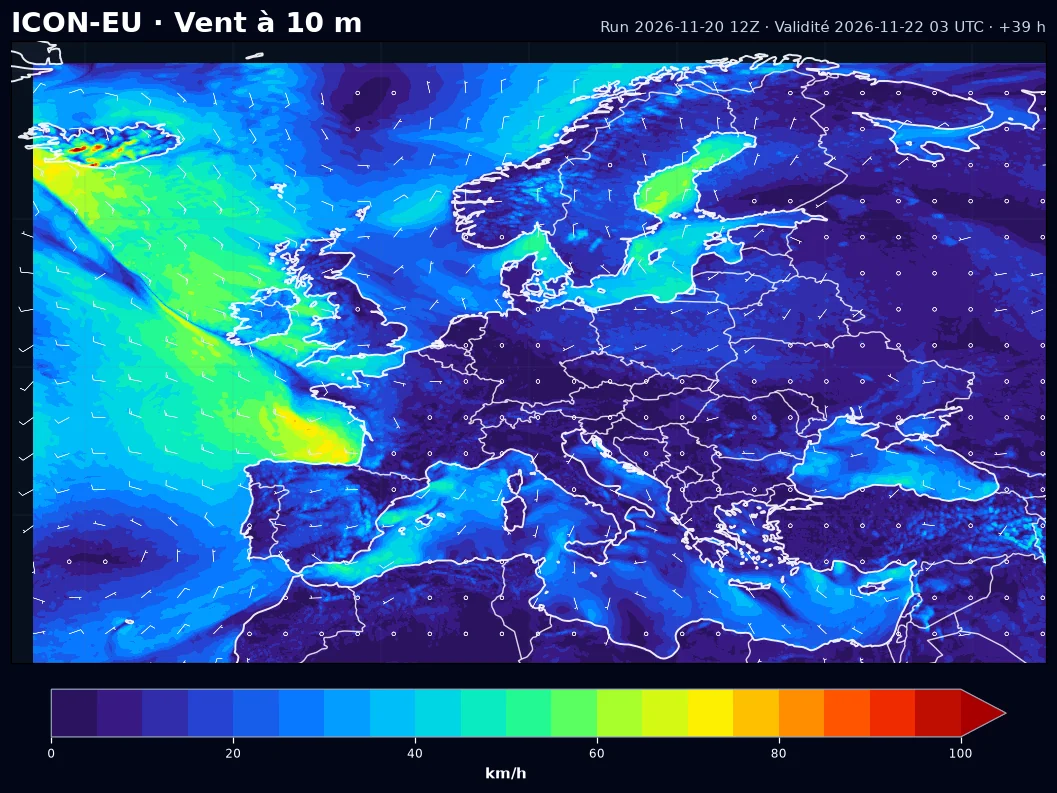 ICON-EU · Vent à 10 m
Run 2026-11-20 12Z · Validité 2026-11-22 03 UTC · +39 h
0 20 40 60 80 100
km/h